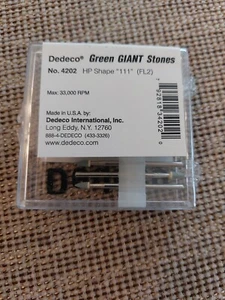 Dedeco® Green GIANT Stones
No. 4202 HP Shape "111" (FL2)
Max: 33,000 RPM
Made in U.S.A. by:
Dedeco International, Inc.
Long Eddy, N.Y. 12760
888-4-DEDECO (433-3326)
www.dedeco.com
D